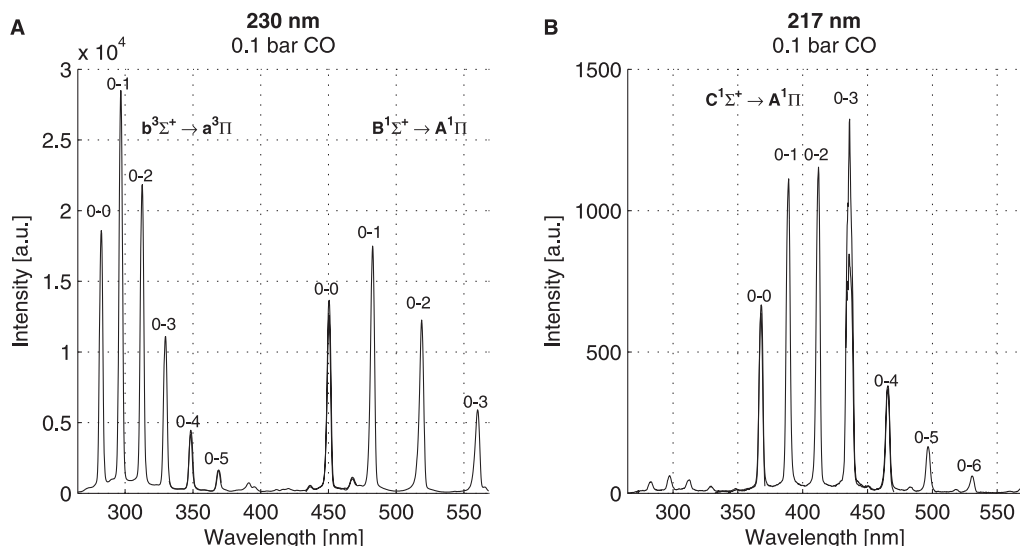 A
230 nm
0.1 bar CO
x 10⁴
3
2.5
2
1.5
1
0.5
0
Intensity [a.u.]
0-0
0-1
0-2
0-3
0-4
0-5
b³Σ⁺ → a³Π
B¹Σ⁺ → A¹Π
0-0
0-1
0-2
0-3
300
350
400
450
500
550
Wavelength [nm]
B
217 nm
0.1 bar CO
1500
1000
500
0
Intensity [a.u.]
C¹Σ⁺ → A¹Π
0-0
0-1
0-2
0-3
0-4
0-5
0-6
300
350
400
450
500
550
Wavelength [nm]